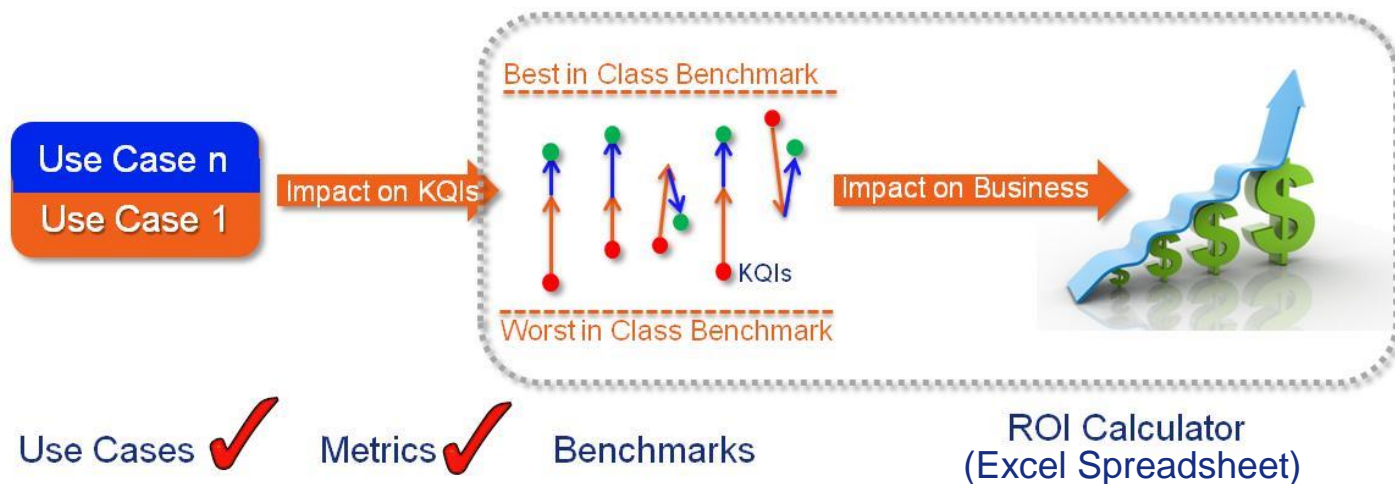 Best in Class Benchmark
Use Case n
Use Case 1
Impact on KQIs
Impact on Business
KQIs
Worst in Class Benchmark
$ $ $ $
Use Cases
Metrics
Benchmarks
ROI Calculator
(Excel Spreadsheet)